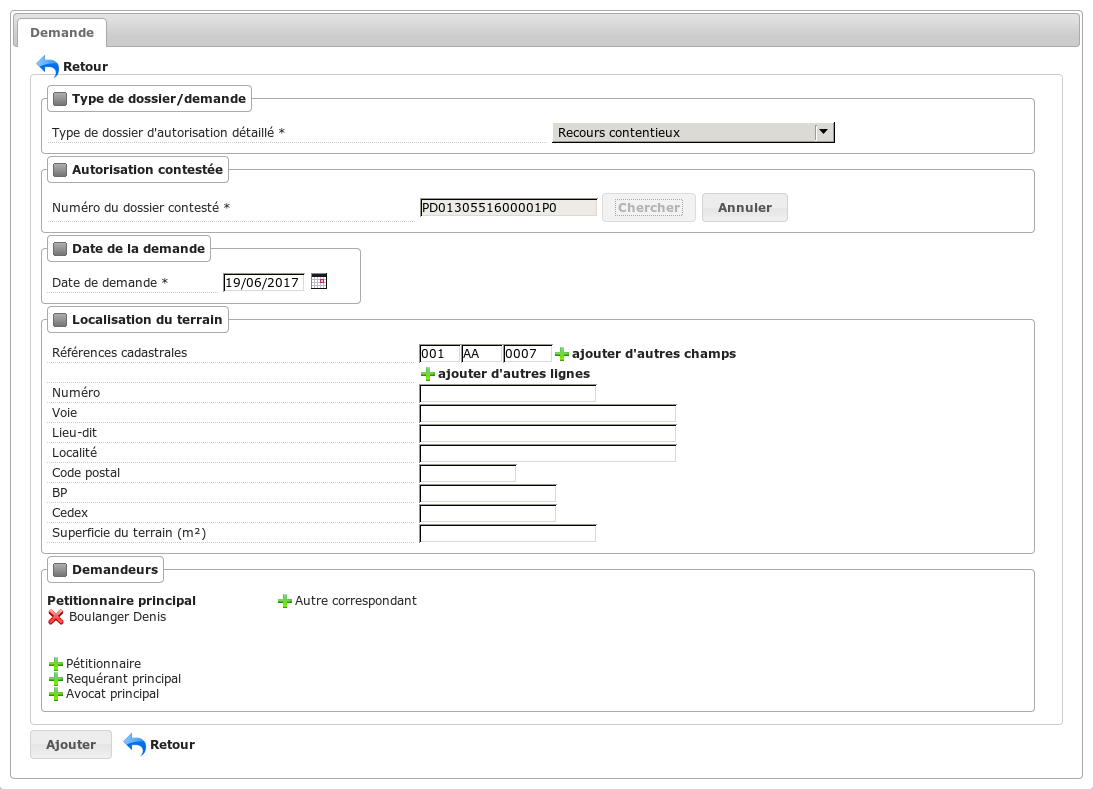 Demande
Retour
Type de dossier/demande
Type de dossier d'autorisation détaillé * Recours contentieux
Autorisation contestée
Numéro du dossier contesté * PD0130551600001P0 Chercher Annuler
Date de la demande
Date de demande * 19/06/2017
Localisation du terrain
Références cadastrales 001 AA 0007 ajouter d'autres champs
ajouter d'autres lignes
Numéro
Voie
Lieu-dit
Localité
Code postal
BP
Cedex
Superficie du terrain (m²)
Demandeurs
Petitionnaire principal Autre correspondant
Boulanger Denis
Pétitionnaire
Requérant principal
Avocat principal
Ajouter Retour